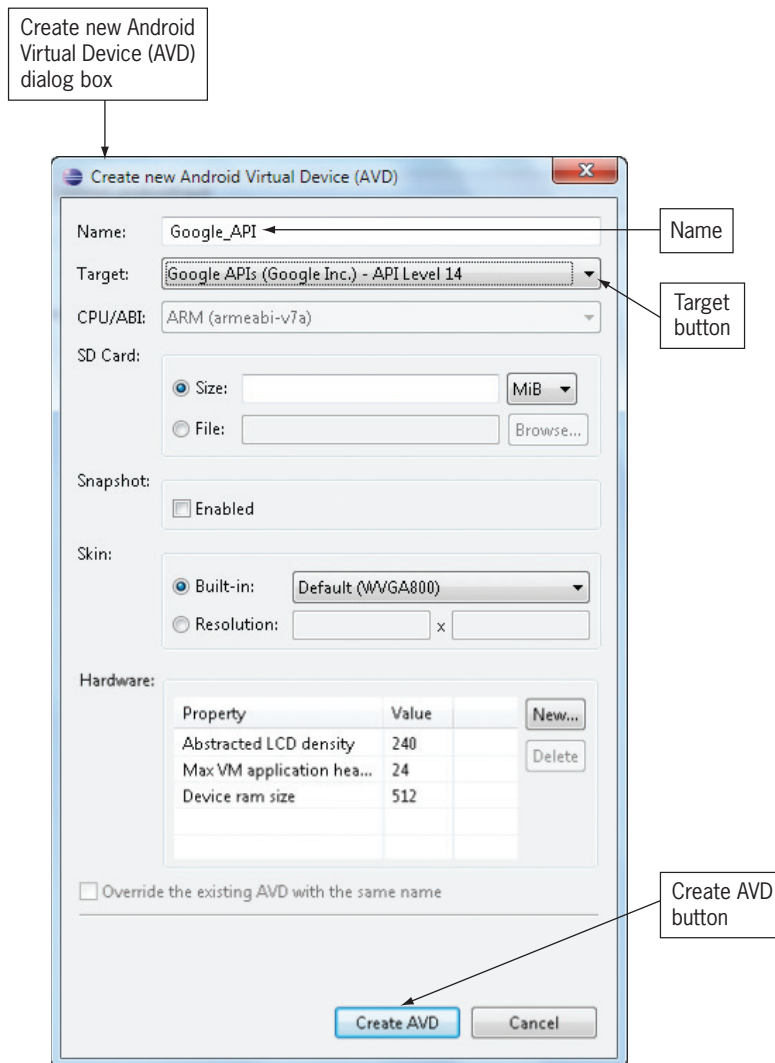 Create new Android
Virtual Device (AVD)
dialog box
Create new Android Virtual Device (AVD)
Name: Google_API
Name
Target: Google APIs (Google Inc.) - API Level 14
Target
button
CPU/ABI: ARM (armeabi-v7a)
SD Card:
Size: MiB
File: Browse...
Snapshot:
Enabled
Skin:
Built-in: Default (WVGA800)
Resolution: x
Hardware:
Property Value New...
Abstracted LCD density 240
Delete
Max VM application hea... 24
Device ram size 512
Override the existing AVD with the same name
Create AVD
button
Create AVD Cancel